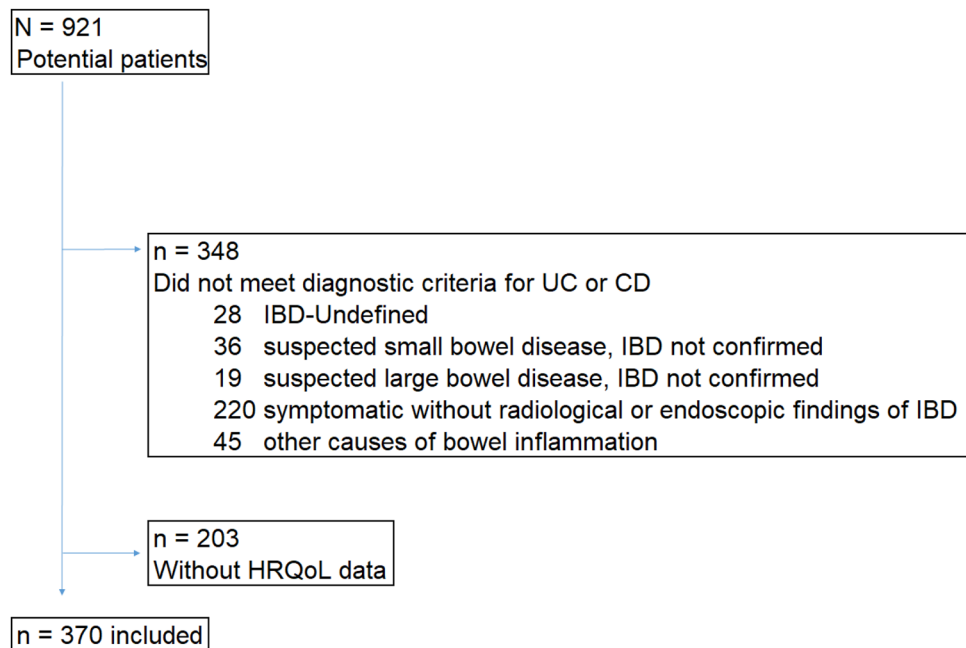 N = 921
Potential patients
n = 348
Did not meet diagnostic criteria for UC or CD
28 IBD-Undefined
36 suspected small bowel disease, IBD not confirmed
19 suspected large bowel disease, IBD not confirmed
220 symptomatic without radiological or endoscopic findings of IBD
45 other causes of bowel inflammation
n = 203
Without HRQoL data
n = 370 included